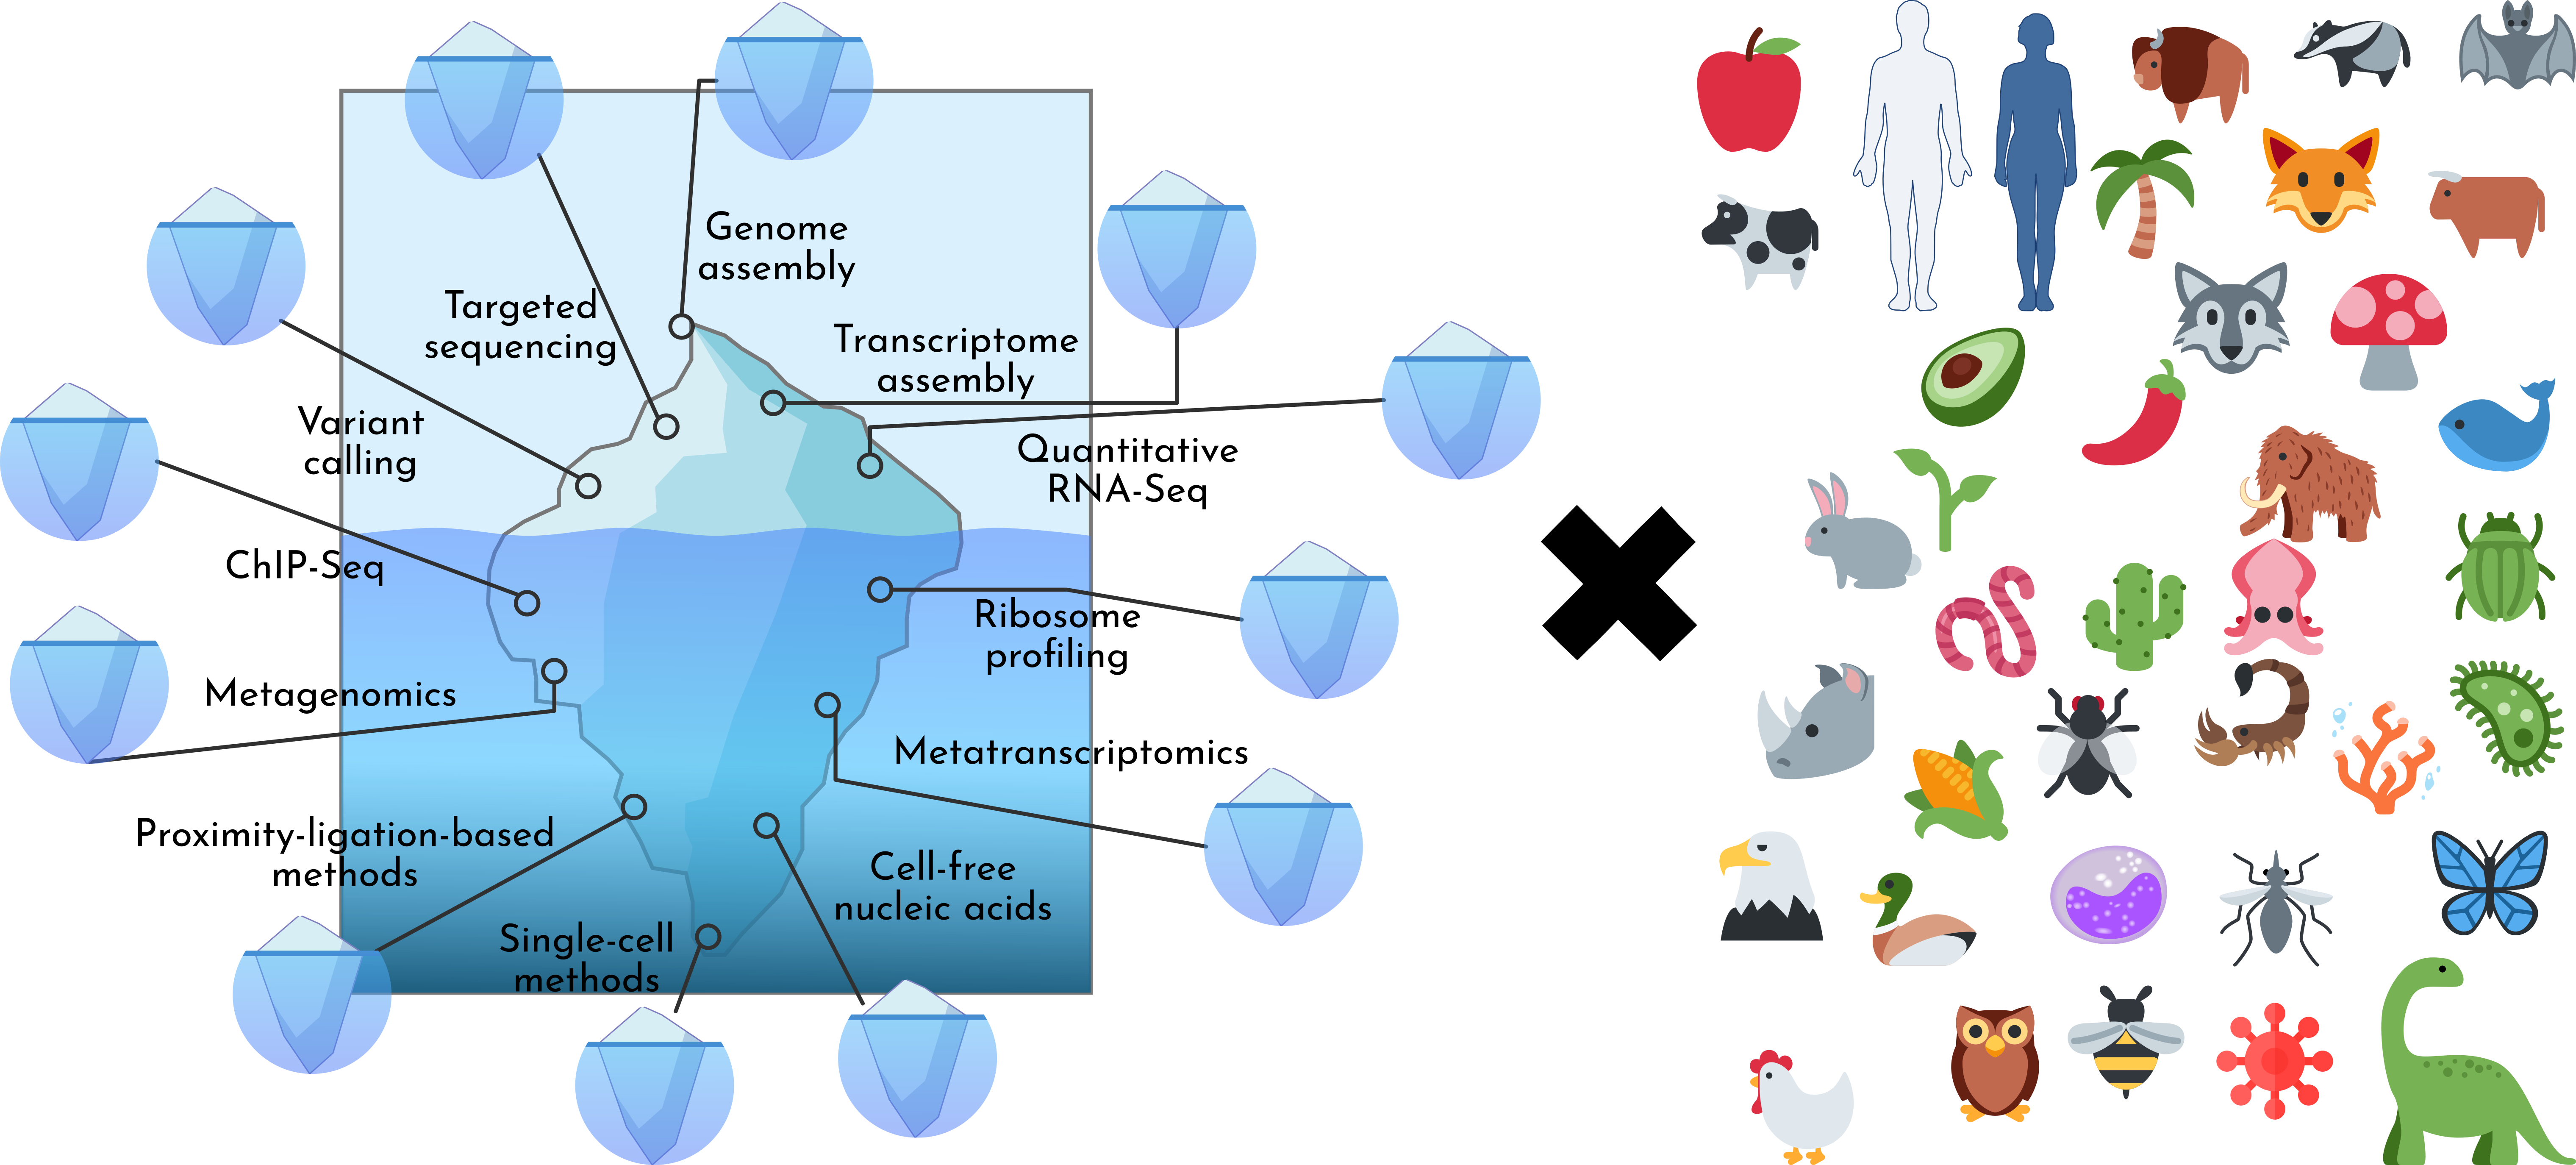 Genome
assembly
Targeted
sequencing
Transcriptome
assembly
Variant
calling
Quantitative
RNA-Seq
ChIP-Seq
Ribosome
profiling
Metagenomics
Metatranscriptomics
Proximity-ligation-based
methods
Cell-free
nucleic acids
Single-cell
methods